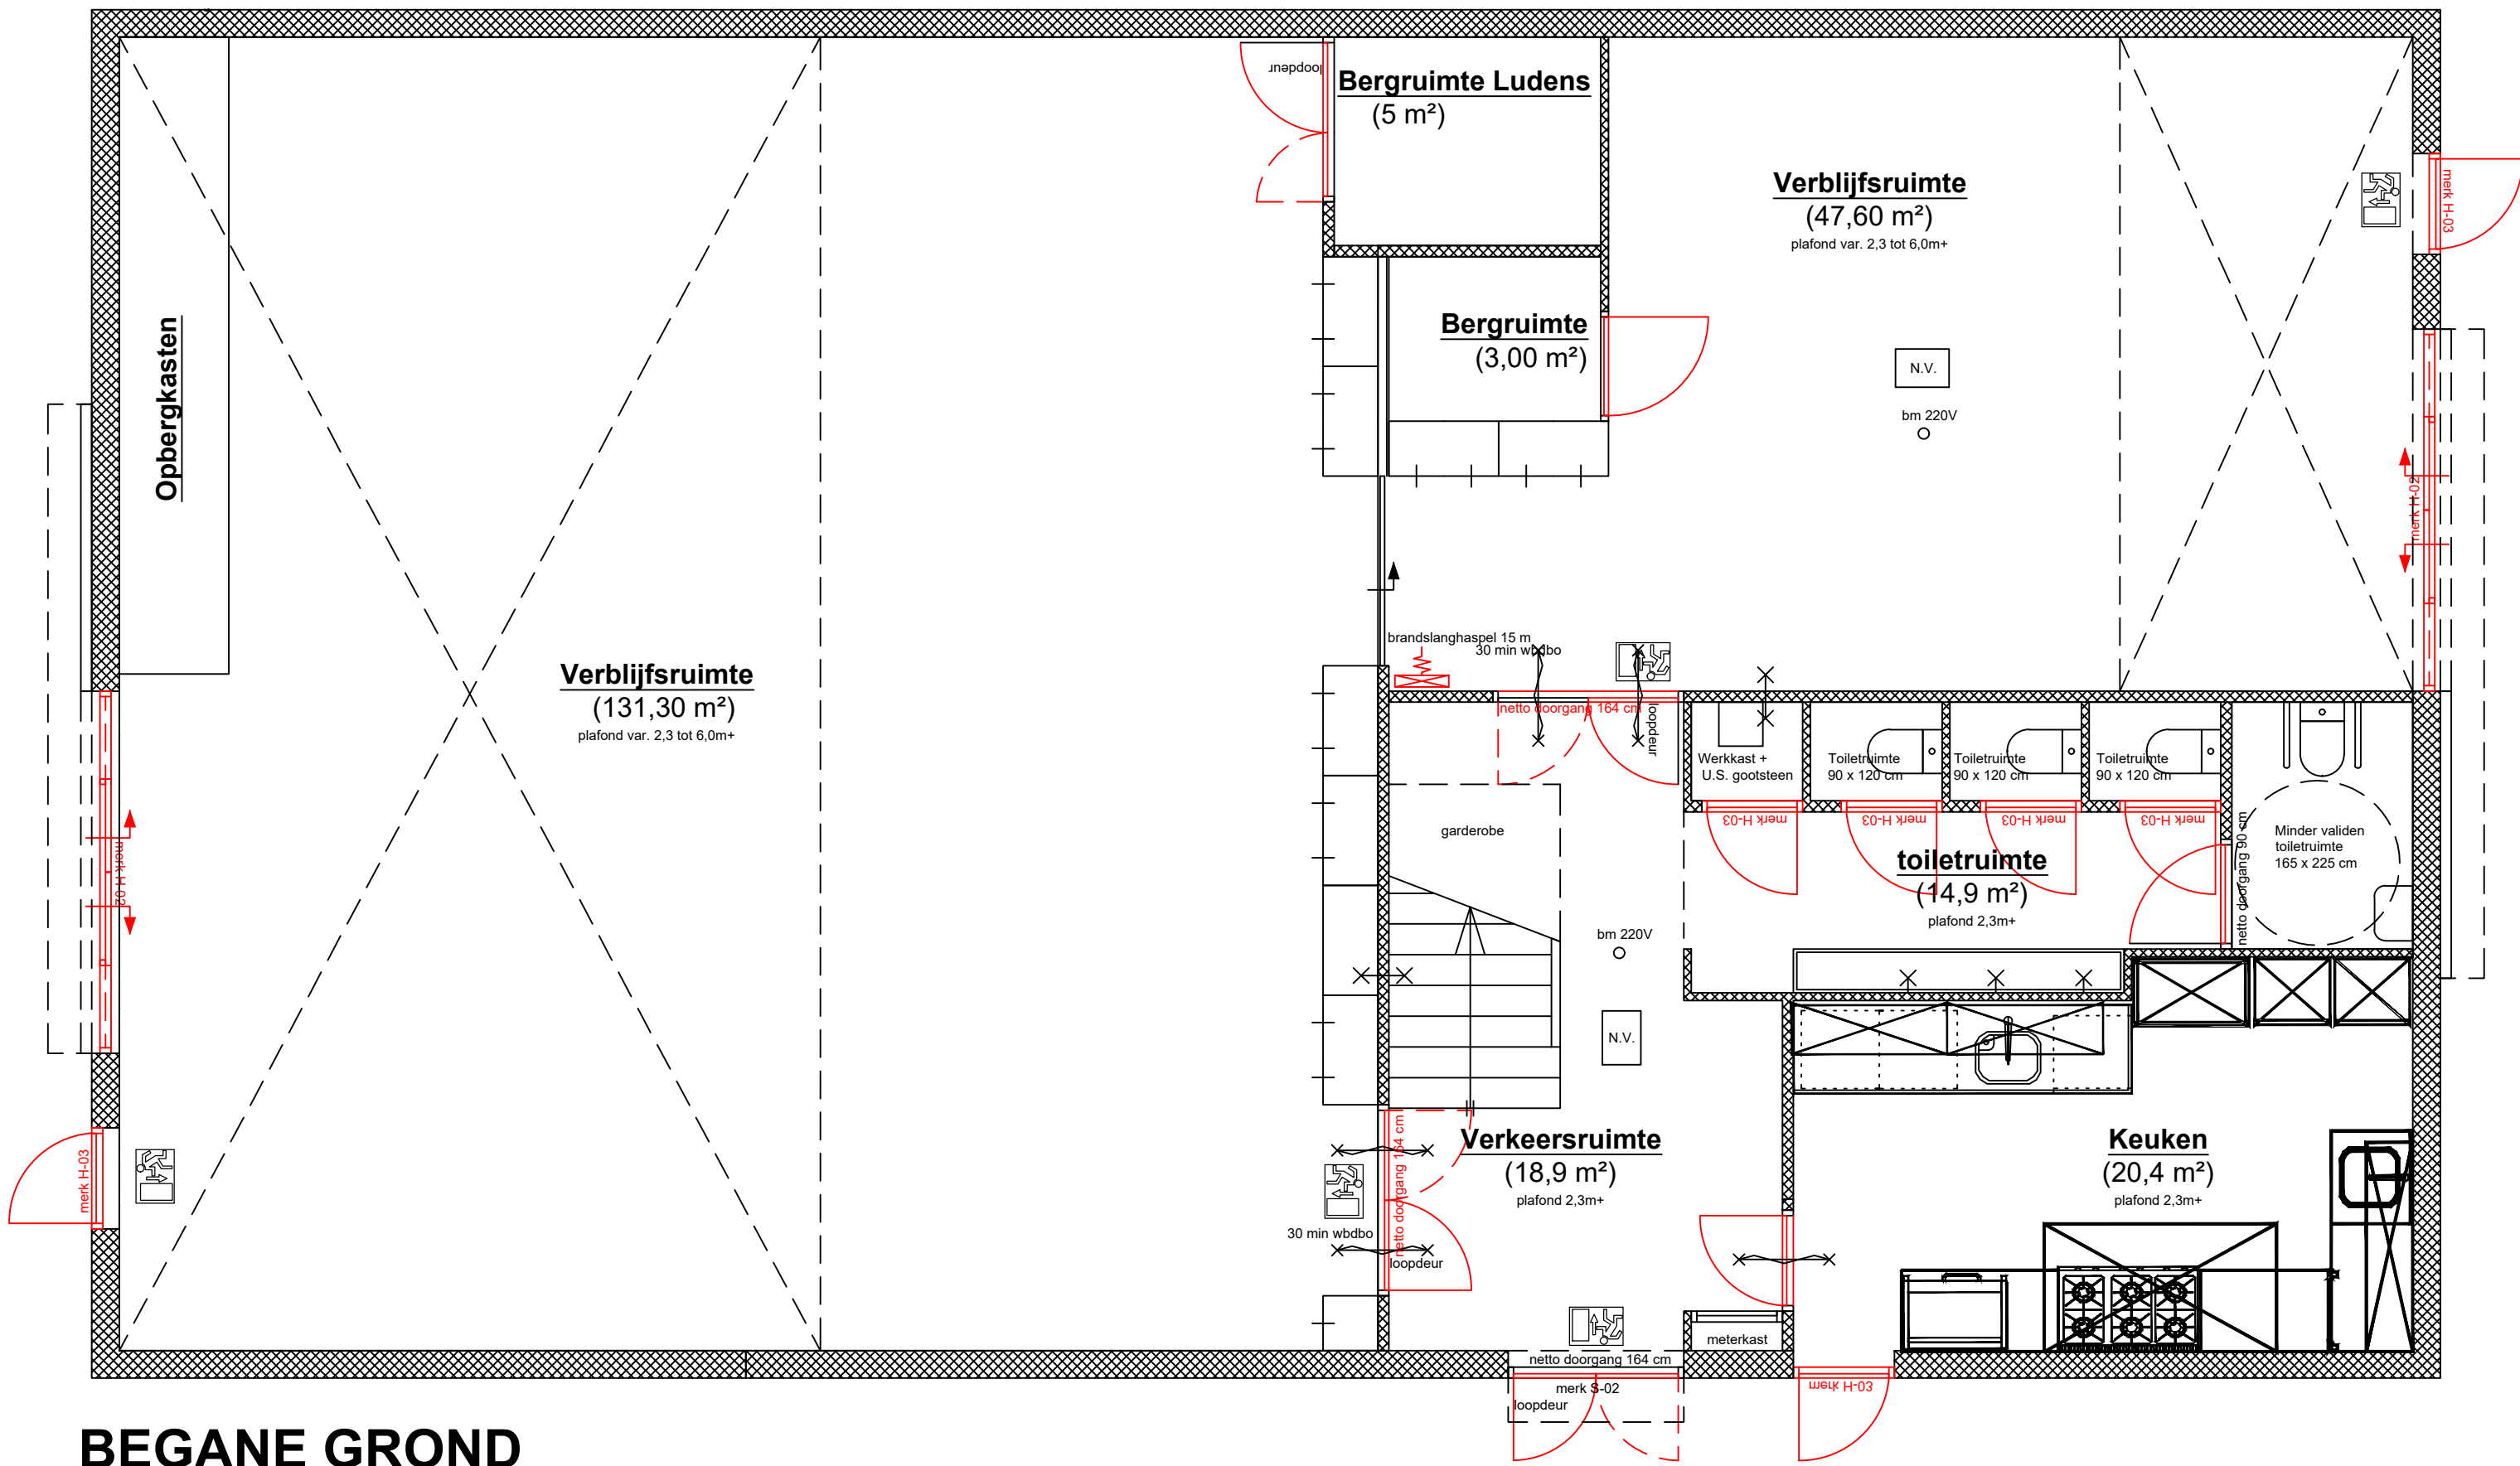 loopdeur
Bergruimte Ludens
(5 m²)
Verblijfsruimte
(47,60 m²)
plafond var. 2,3 tot 6,0m+
merk H-03
Opbergkasten
Bergruimte
(3,00 m²)
N.V.
bm 220V
merk H-02
Verblijfsruimte
(131,30 m²)
plafond var. 2,3 tot 6,0m+
brandslanghaspel 15 m
30 min wbdbo
netto doorgang 164 cm
loopdeur
Werkkast +
U.S. gootsteen
Toiletruimte
90 x 120 cm
Toiletruimte
90 x 120 cm
Toiletruimte
90 x 120 cm
merk H-03
merk H-03
merk H-03
merk H-03
netto doorgang 90 cm
Minder validen
toiletruimte
165 x 225 cm
garderobe
toiletruimte
(14,9 m²)
plafond 2,3m+
merk H-02
bm 220V
N.V.
merk H-03
netto doorgang 164 cm
Verkeersruimte
(18,9 m²)
plafond 2,3m+
Keuken
(20,4 m²)
plafond 2,3m+
30 min wbdbo
loopdeur
meterkast
netto doorgang 164 cm
merk S-02
loopdeur
merk H-03
BEGANE GROND